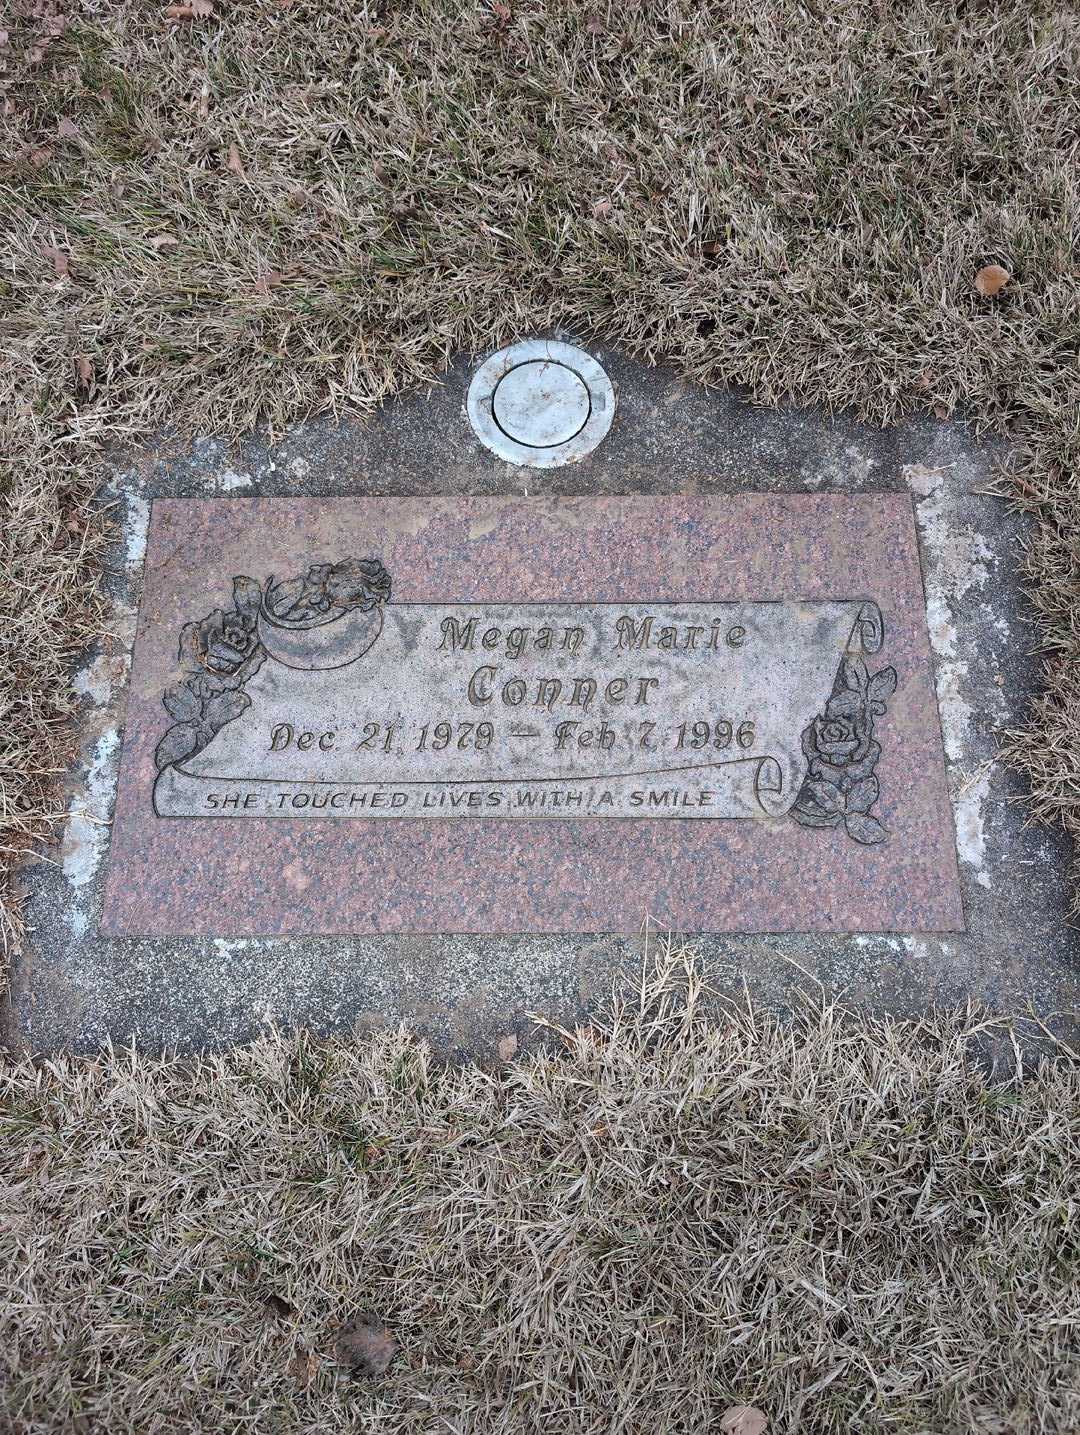 Megan Marie
Conner
Dec 21, 1979 — Feb 7, 1996
SHE TOUCHED LIVES WITH A SMILE